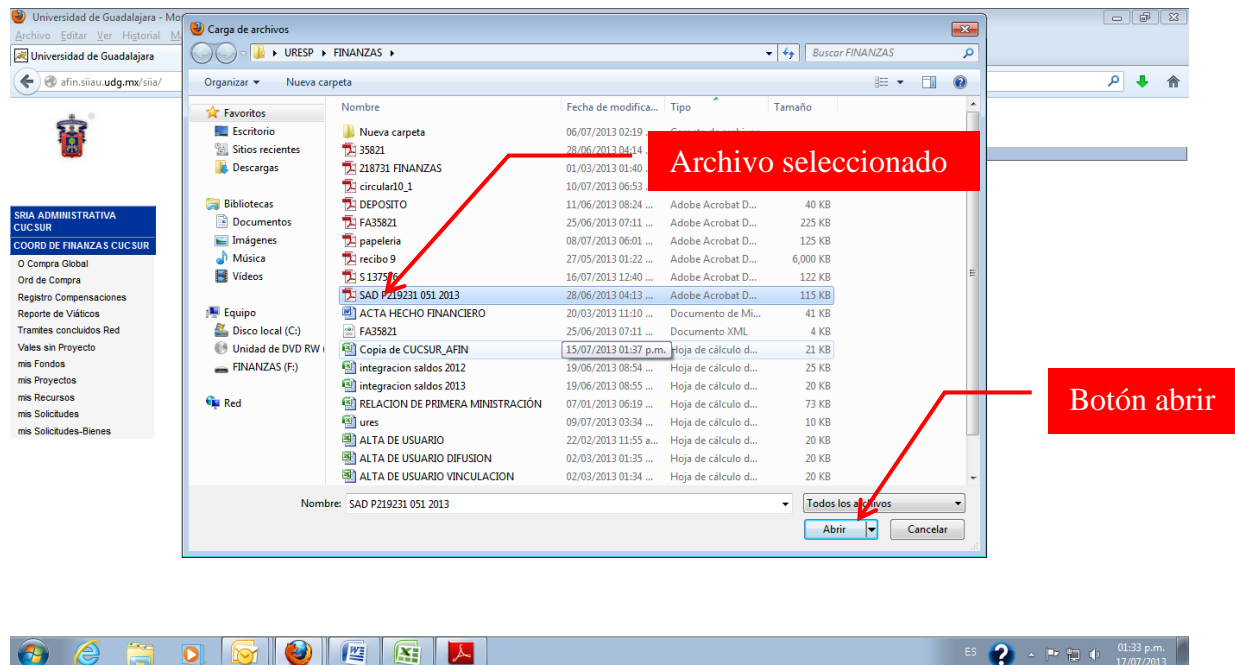 Universidad de Guadalajara - Mo
Archivo Editar Ver Historial M
Universidad de Guadalajara
afin.siiau.udg.mx/siia/
SRIA ADMINISTRATIVA
CUCSUR
COORD DE FINANZAS CUCSUR
O Compra Global
Ord de Compra
Registro Compensaciones
Reporte de Viáticos
Tramites concluidos Red
Vales sin Proyecto
mis Fondos
mis Proyectos
mis Recursos
mis Solicitudes
mis Solicitudes-Bienes
Carga de archivos
URESP FINANZAS
Buscar FINANZAS
Organizar Nueva carpeta
Favoritos
Escritorio
Sitios recientes
Descargas
Bibliotecas
Documentos
Imágenes
Música
Vídeos
Equipo
Disco local (C:)
Unidad de DVD RW
FINANZAS (F:)
Red
Nombre Fecha de modifica... Tipo Tamaño
Nueva carpeta 06/07/2013 02:19 ...
35821 28/06/2013 04:14 ...
218731 FINANZAS 01/03/2013 01:40 ...
circular10_1 10/07/2013 06:53 ...
DEPOSITO 11/06/2013 08:24 ... Adobe Acrobat D... 40 KB
FA35821 25/06/2013 07:11 ... Adobe Acrobat D... 225 KB
papeleria 08/07/2013 06:01 ... Adobe Acrobat D... 125 KB
recibo 9 27/05/2013 01:22 ... Adobe Acrobat D... 6,000 KB
16/07/2013 12:40 ... Adobe Acrobat D... 122 KB
SAD P219231 051 2013 28/06/2013 04:13 ... Adobe Acrobat D... 115 KB
ACTA HECHO FINANCIERO 20/03/2013 11:10 ... Documento de Mi... 41 KB
FA35821 25/06/2013 07:11 ... Documento XML 4 KB
Copia de CUCSUR_AFIN 15/07/2013 01:37 p.m. Hoja de cálculo d... 21 KB
integracion saldos 2012 19/06/2013 08:54 ... Hoja de cálculo d... 25 KB
integracion saldos 2013 19/06/2013 08:55 ... Hoja de cálculo d... 20 KB
RELACION DE PRIMERA MINISTRACIÓN 07/01/2013 06:19 ... Hoja de cálculo d... 73 KB
ures 09/07/2013 03:34 ... Hoja de cálculo d... 10 KB
ALTA DE USUARIO 22/02/2013 11:55 a... Hoja de cálculo d... 20 KB
ALTA DE USUARIO DIFUSION 02/03/2013 01:35 ... Hoja de cálculo d... 20 KB
ALTA DE USUARIO VINCULACION 02/03/2013 01:34 ... Hoja de cálculo d... 20 KB
Nombre: SAD P219231 051 2013
Todos los archivos
Abrir Cancelar
Archivo seleccionado
Botón abrir
ES
01:33 p.m.
17/07/2013